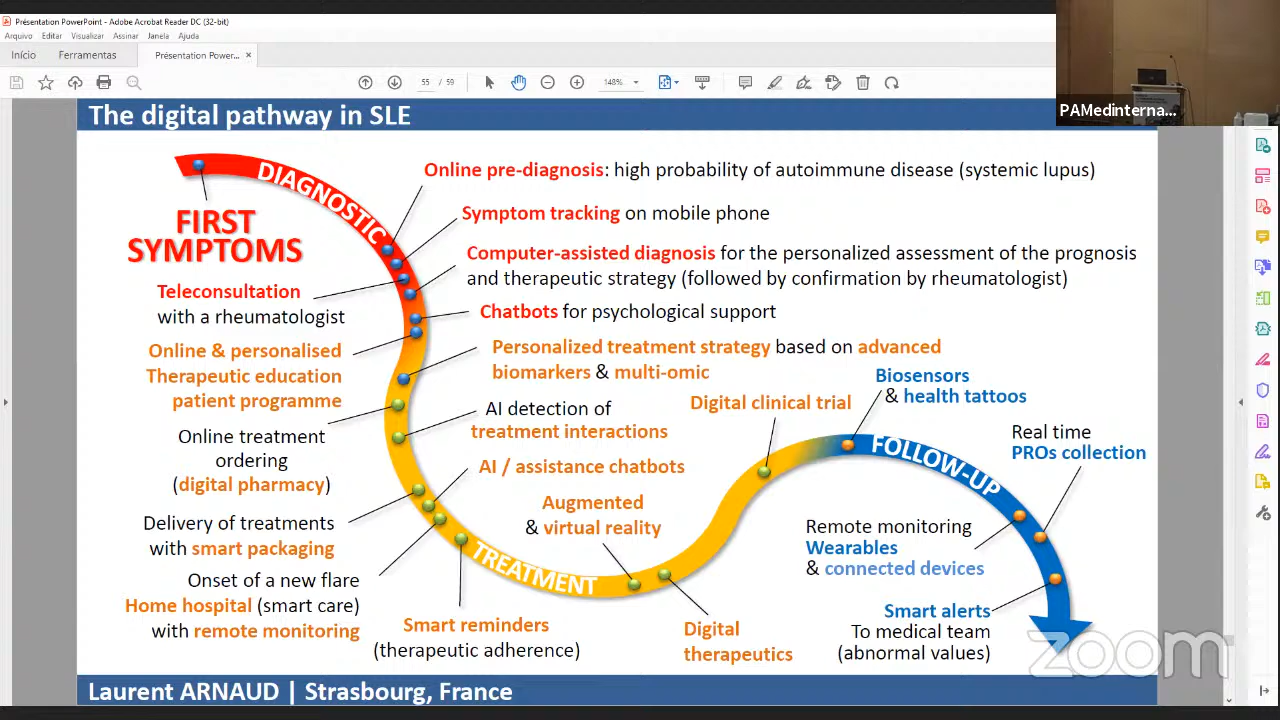 Présentation PowerPoint - Adobe Acrobat Reader DC (32-bit)
Arquivo Editar Visualizar Assinar Janela Ajuda
Início Ferramentas Présentation Power... ×
55 / 59 148%
PAMedinterna...
The digital pathway in SLE
DIAGNOSTIC
FIRST
SYMPTOMS
Online pre-diagnosis: high probability of autoimmune disease (systemic lupus)
Symptom tracking on mobile phone
Computer-assisted diagnosis for the personalized assessment of the prognosis
and therapeutic strategy (followed by confirmation by rheumatologist)
Teleconsultation
with a rheumatologist
Chatbots for psychological support
Online & personalised
Therapeutic education
patient programme
Personalized treatment strategy based on advanced
biomarkers & multi-omic
Online treatment
ordering
(digital pharmacy)
AI detection of
treatment interactions
AI / assistance chatbots
Delivery of treatments
with smart packaging
Onset of a new flare
Home hospital (smart care)
with remote monitoring
TREATMENT
Smart reminders
(therapeutic adherence)
Augmented
& virtual reality
Digital
therapeutics
Digital clinical trial
Biosensors
& health tattoos
FOLLOW-UP
Real time
PROs collection
Remote monitoring
Wearables
& connected devices
Smart alerts
To medical team
(abnormal values)
zoom
Laurent ARNAUD | Strasbourg, France